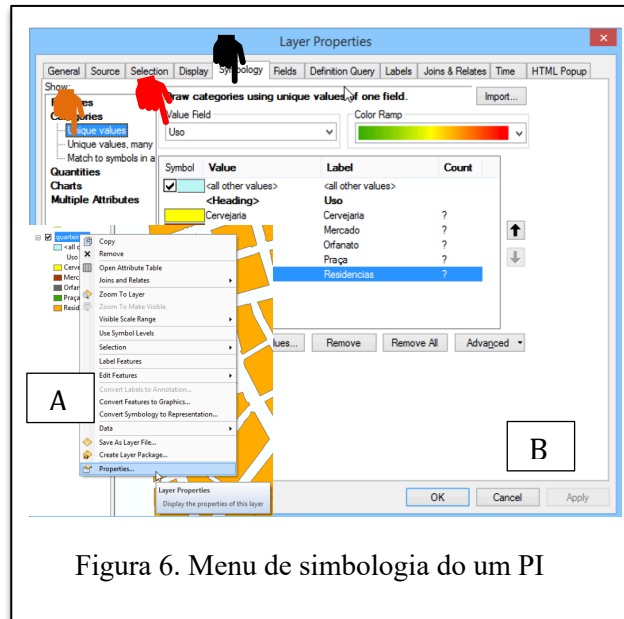 Layer Properties
General Source Selection Display Symbology Fields Definition Query Labels Joins & Relates Time HTML Popup
Show:
Draw categories using unique values of one field.
Import...
Categories
Unique values
Unique values, many
Match to symbols in a
Quantities
Charts
Multiple Attributes
Value Field
Uso
Color Ramp
Symbol Value Label Count
<all other values> <all other values>
<Heading> Uso
Cervejaria Cervejaria ?
Mercado ?
Orfanato ?
Praça ?
Residencias ?
Remove Remove All Advanced
OK Cancel Apply
Uso
Copy
Remove
Open Attribute Table
Joins and Relates
Zoom To Layer
Zoom To Make Visible
Visible Scale Range
Use Symbol Levels
Selection
Label Features
Edit Features
Convert Labels to Annotation...
Convert Features to Graphics...
Convert Symbology to Representation...
Data
Save As Layer File...
Create Layer Package...
Properties...
Layer Properties
Display the properties of this layer
A
B
Figura 6. Menu de simbologia do um PI